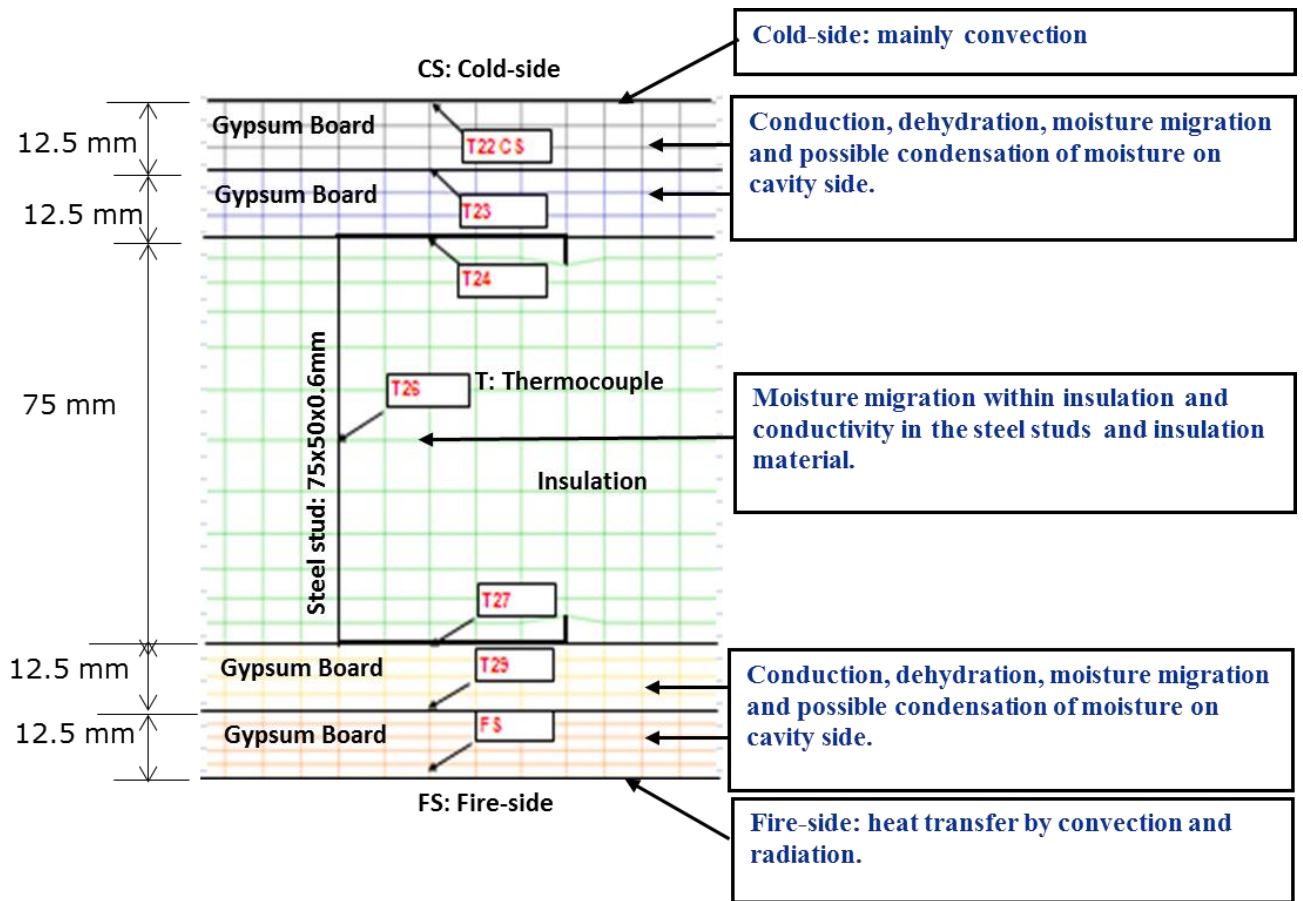 Cold-side: mainly convection
CS: Cold-side
Gypsum Board
T22 CS
12.5 mm
Conduction, dehydration, moisture migration
and possible condensation of moisture on
cavity side.
Gypsum Board
T23
12.5 mm
T24
Steel stud: 75x50x0.6mm
T26
T: Thermocouple
75 mm
Moisture migration within insulation and
conductivity in the steel studs and insulation
material.
Insulation
T27
Gypsum Board
T29
12.5 mm
Conduction, dehydration, moisture migration
and possible condensation of moisture on
cavity side.
Gypsum Board
FS
12.5 mm
FS: Fire-side
Fire-side: heat transfer by convection and
radiation.